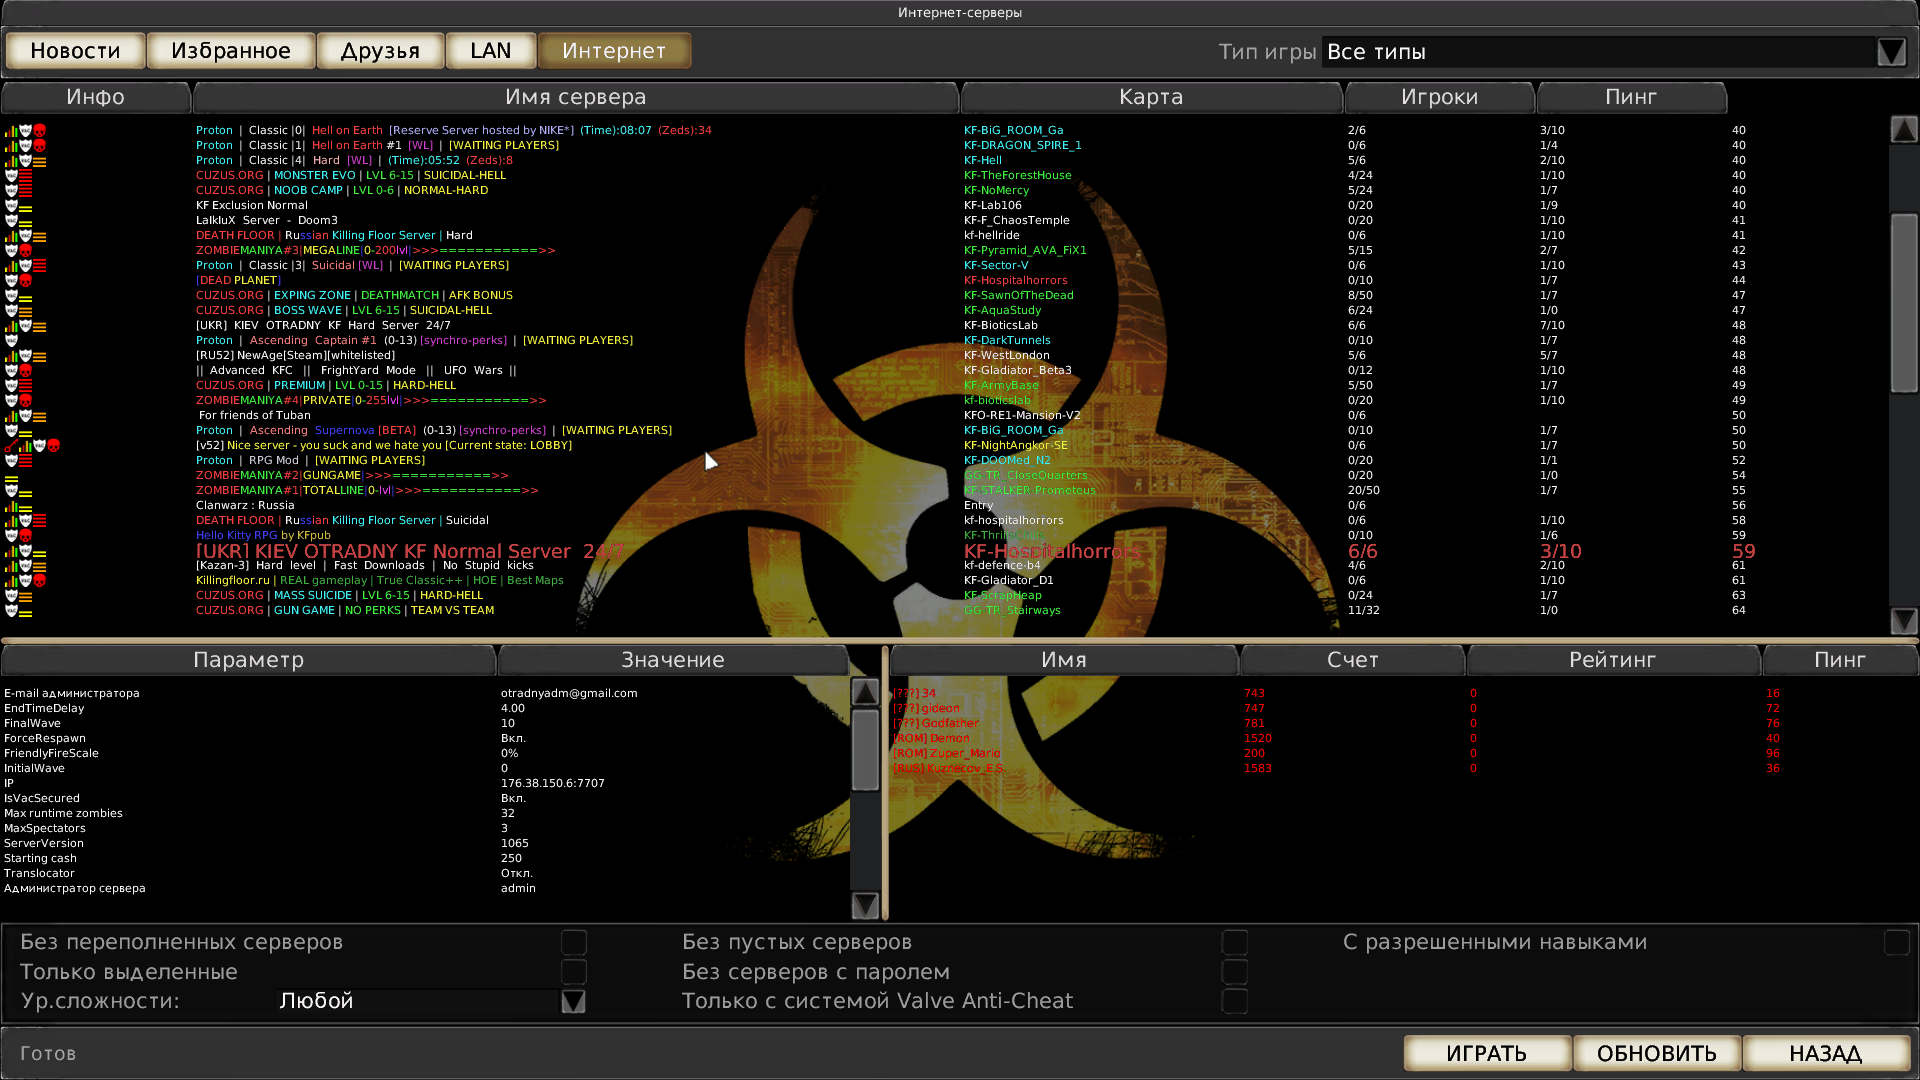 Интернет-серверы
Новости Избранное Друзья LAN Интернет Тип игры Все типы
Инфо Имя сервера Карта Игроки Пинг
Proton | Classic |0| Hell on Earth [Reserve Server hosted by NIKE*] (Time):08:07 (Zeds):34 KF-BiG_ROOM_Ga 2/6 3/10 40
Proton | Classic |1| Hell on Earth #1 [WL] | [WAITING PLAYERS] KF-DRAGON_SPIRE_1 0/6 1/4 40
Proton | Classic |4| Hard [WL] | (Time):05:52 (Zeds):8 KF-Hell 5/6 2/10 40
CUZUS.ORG | MONSTER EVO | LVL 6-15 | SUICIDAL-HELL KF-TheForestHouse 4/24 1/10 40
CUZUS.ORG | NOOB CAMP | LVL 0-6 | NORMAL-HARD KF-NoMercy 5/24 1/7 40
KF Exclusion Normal KF-Lab106 0/20 1/9 40
LalkluX Server - Doom3 KF-F_ChaosTemple 0/20 1/10 41
DEATH FLOOR | Russian Killing Floor Server | Hard kf-hellride 0/6 1/10 41
ZOMBIEMANIYA#3|MEGALINE|0-200lvl|>>>===========>> KF-Pyramid_AVA_FiX1 5/15 2/7 42
Proton | Classic |3| Suicidal [WL] | [WAITING PLAYERS] KF-Sector-V 0/6 1/10 43
[DEAD PLANET] KF-Hospitalhorrors 0/10 1/7 44
CUZUS.ORG | EXPING ZONE | DEATHMATCH | AFK BONUS KF-SawnOfTheDead 8/50 1/7 47
CUZUS.ORG | BOSS WAVE | LVL 6-15 | SUICIDAL-HELL KF-AquaStudy 6/24 1/0 47
[UKR] KIEV OTRADNY KF Hard Server 24/7 KF-BioticsLab 6/6 7/10 48
Proton | Ascending Captain #1 (0-13) [synchro-perks] | [WAITING PLAYERS] KF-DarkTunnels 0/10 1/7 48
[RU52] NewAge[Steam][whitelisted] KF-WestLondon 5/6 5/7 48
|| Advanced KFC || FrightYard Mode || UFO Wars || KF-Gladiator_Beta3 0/12 1/10 48
CUZUS.ORG | PREMIUM | LVL 0-15 | HARD-HELL KF-ArmyBase 5/50 1/7 49
ZOMBIEMANIYA#4|PRIVATE|0-255lvl|>>>===========>> kf-bioticslab 0/20 1/10 49
For friends of Tuban KFO-RE1-Mansion-V2 0/6 50
Proton | Ascending Supernova [BETA] (0-13) [synchro-perks] | [WAITING PLAYERS] KF-BiG_ROOM_Ga 0/10 1/7 50
[v52] Nice server - you suck and we hate you [Current state: LOBBY] KF-NightAngkor-SE 0/6 1/7 50
Proton | RPG Mod | [WAITING PLAYERS] KF-DOOMed_N2 0/20 1/1 52
ZOMBIEMANIYA#2|GUNGAME|>>>===========>> GG-TR_CloseQuarters 0/20 1/0 54
ZOMBIEMANIYA#1|TOTALLINE|0-lvl|>>>===========>> KF-STALKER-Prometeus 20/50 1/7 55
Clanwarz : Russia Entry 0/6 56
DEATH FLOOR | Russian Killing Floor Server | Suicidal kf-hospitalhorrors 0/6 1/10 58
Hello Kitty RPG by KFpub 0/10 1/6 59
[UKR] KIEV OTRADNY KF Normal Server 24/7 KF-Hospitalhorrors 6/6 3/10 59
[Kazan-3] Hard level | Fast Downloads | No Stupid kicks kf-defence-b4 4/6 2/10 61
Killingfloor.ru | REAL gameplay | True Classic++ | HOE | Best Maps KF-Gladiator_D1 0/6 1/10 61
CUZUS.ORG | MASS SUICIDE | LVL 6-15 | HARD-HELL KF-ScrapHeap 0/24 1/7 63
CUZUS.ORG | GUN GAME | NO PERKS | TEAM VS TEAM GG-TR_Stairways 11/32 1/0 64
Параметр Значение Имя Счет Рейтинг Пинг
E-mail администратора otradnyadm@gmail.com
EndTimeDelay 4.00
FinalWave 10
ForceRespawn Вкл.
FriendlyFireScale 0%
InitialWave 0
IP 176.38.150.6:7707
IsVacSecured Вкл.
Max runtime zombies 32
MaxSpectators 3
ServerVersion 1065
Starting cash 250
Translocator Откл.
Администратор сервера admin
[???] 34 743 0 16
[???] gideon 747 0 72
[???] Godfather 781 0 76
[ROM] Demon 1520 0 40
[ROM] Zuper_Mario 200 0 96
[RUS] Kuznecov_E.S. 1583 0 36
Без переполненных серверов Без пустых серверов С разрешенными навыками
Только выделенные Без серверов с паролем
Ур.сложности: Любой Только с системой Valve Anti-Cheat
Готов ИГРАТЬ ОБНОВИТЬ НАЗАД